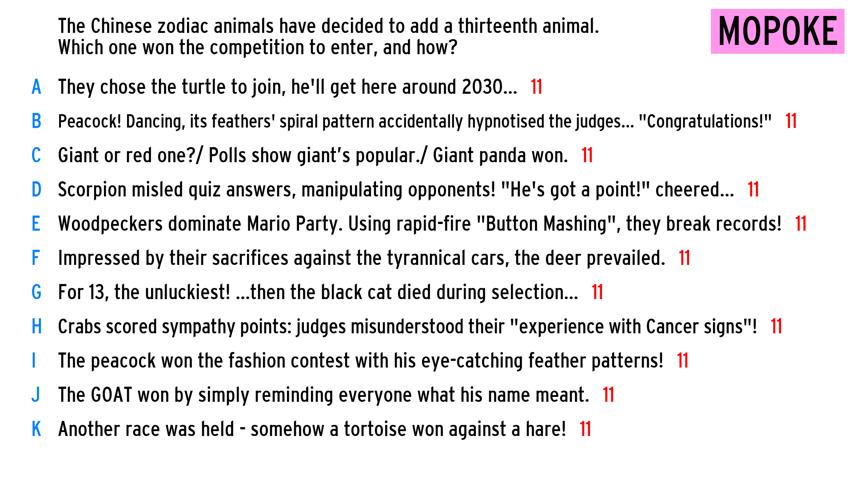 The Chinese zodiac animals have decided to add a thirteenth animal.
Which one won the competition to enter, and how?
MOPOKE
A They chose the turtle to join, he'll get here around 2030... 11
B Peacock! Dancing, its feathers' spiral pattern accidentally hypnotised the judges... "Congratulations!" 11
C Giant or red one?/ Polls show giant's popular./ Giant panda won. 11
D Scorpion misled quiz answers, manipulating opponents! "He's got a point!" cheered... 11
E Woodpeckers dominate Mario Party. Using rapid-fire "Button Mashing", they break records! 11
F Impressed by their sacrifices against the tyrannical cars, the deer prevailed. 11
G For 13, the unluckiest! ...then the black cat died during selection... 11
H Crabs scored sympathy points: judges misunderstood their "experience with Cancer signs"! 11
I The peacock won the fashion contest with his eye-catching feather patterns! 11
J The GOAT won by simply reminding everyone what his name meant. 11
K Another race was held - somehow a tortoise won against a hare! 11